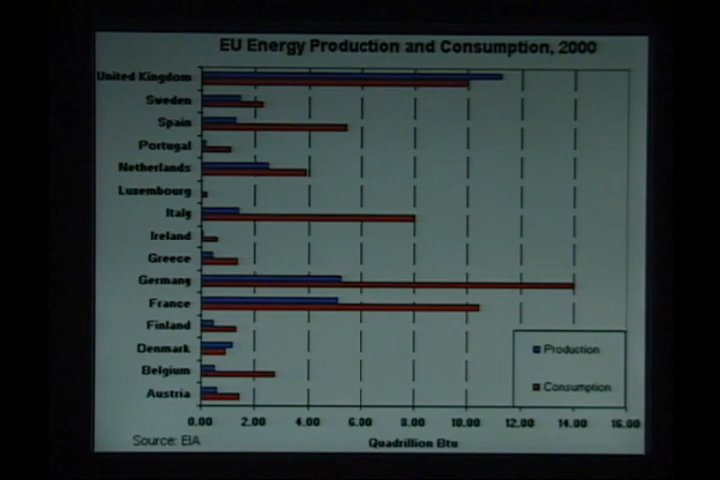 EU Energy Production and Consumption, 2000
United Kingdom
Sweden
Spain
Portugal
Netherlands
Luxembourg
Italy
Ireland
Greece
Germany
France
Finland
Denmark
Belgium
Austria
Production
Consumption
0.00 2.00 4.00 6.00 8.00 10.00 12.00 14.00 16.00
Source: EIA
Quadrillion Btu